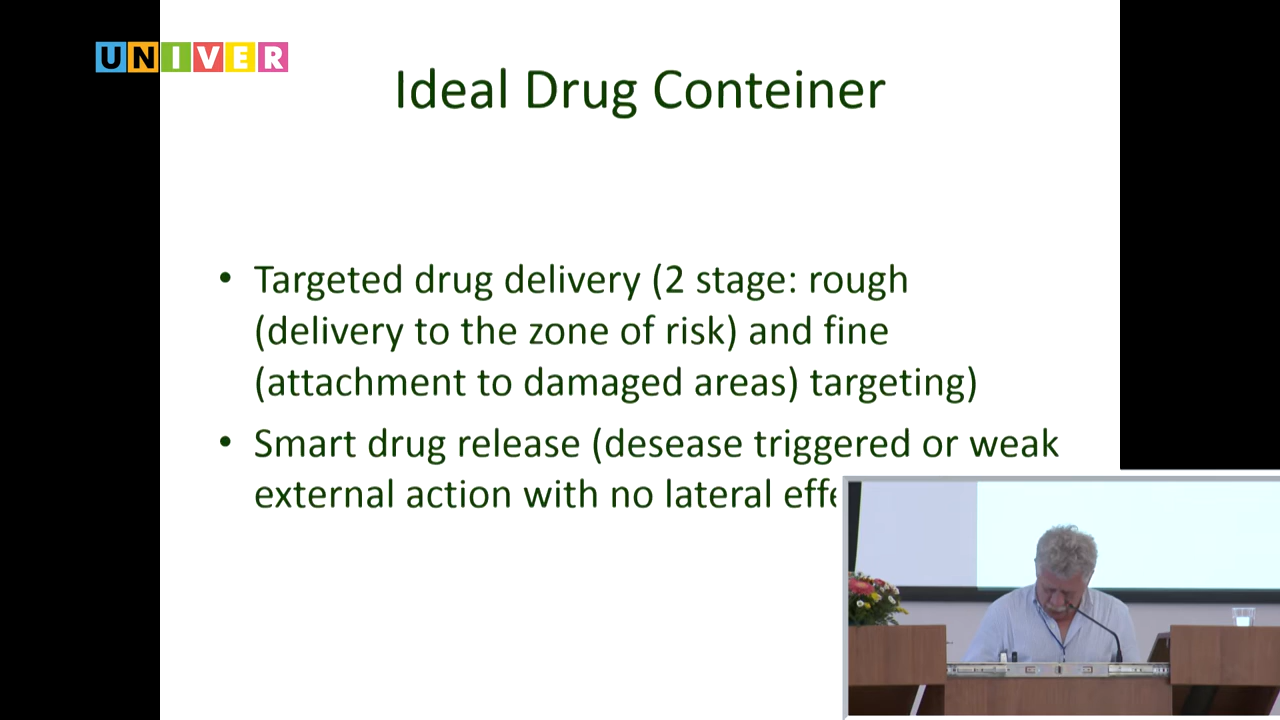 UNIVER
Ideal Drug Conteiner
• Targeted drug delivery (2 stage: rough
(delivery to the zone of risk) and fine
(attachment to damaged areas) targeting)
• Smart drug release (desease triggered or weak
external action with no lateral effe